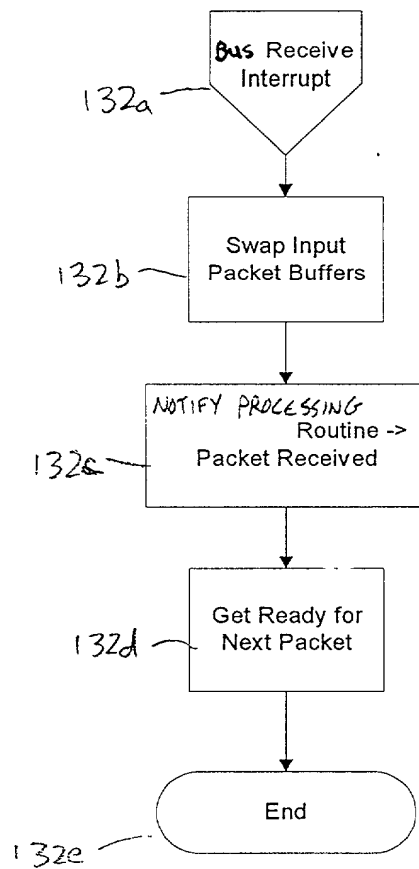 Bus Receive
Interrupt
132a
Swap Input
Packet Buffers
132b
NOTIFY PROCESSING
Routine ->
Packet Received
132c
Get Ready for
Next Packet
132d
End
132e